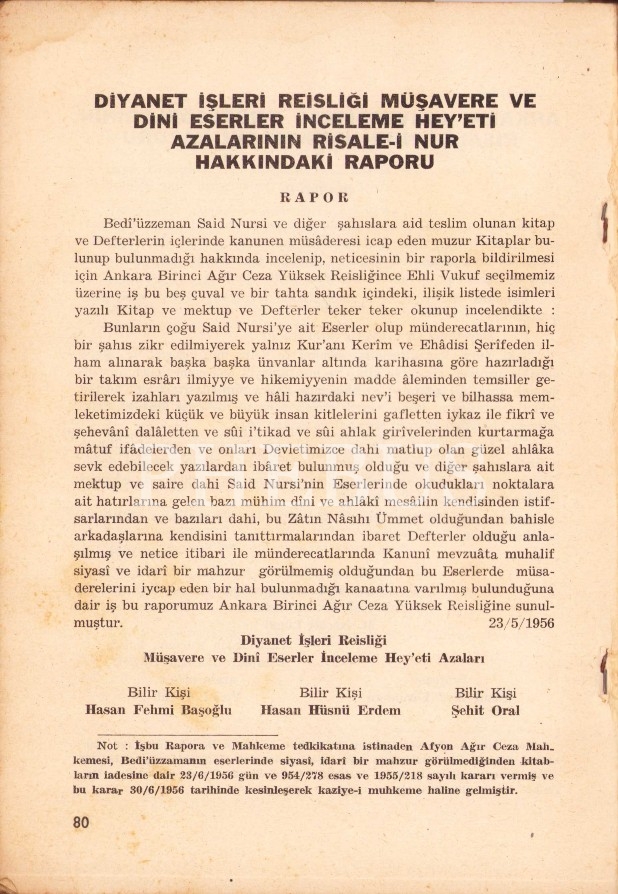 DİYANET İŞLERİ REİSLİĞİ MÜŞAVERE VE
DİNİ ESERLER İNCELEME HEY'ETİ
AZALARININ RİSALE-İ NUR
HAKKINDAKİ RAPORU
RAPOR
Bedî'üzzeman Said Nursi ve diğer şahıslara aid teslim olunan kitap
ve Defterlerin içlerinde kanunen müsâderesi icap eden muzur Kitaplar bu-
lunup bulunmadığı hakkında incelenip, neticesinin bir raporla bildirilmesi
için Ankara Birinci Ağır Ceza Yüksek Reisliğince Ehli Vukuf seçilmemiz
üzerine iş bu beş çuval ve bir tahta sandık içindeki, ilişik listede isimleri
yazılı Kitap ve mektup ve Defterler teker teker okunup incelendikte :
Bunların çoğu Said Nursi'ye ait Eserler olup münderecatlarının, hiç
bir şahıs zikr edilmiyerek yalnız Kur'anı Kerîm ve Ehâdisi Şerîfeden il-
ham alınarak başka başka ünvanlar altında karihasına göre hazırladığı
bir takım esrârı ilmiyye ve hikemiyyenin madde âleminden temsiller ge-
tirilerek izahları yazılmış ve hâli hazırdaki nev'i beşeri ve bilhassa mem-
leketimizdeki küçük ve büyük insan kitlelerini gafletten iykaz ile fikrî ve
şehevânî dalâletten ve sûi i'tikad ve sûi ahlak girîvelerinden kurtarmağa
mâtuf ifâdelerden ve onları Devletimizce dahi matlup olan güzel ahlâka
sevk edebilecek yazılardan ibâret bulunmuş olduğu ve diğer şahıslara ait
mektup ve saire dahi Said Nursi'nin Eserlerinde okudukları noktalara
ait hatırlarına gelen bazı mühim dînî ve ahlâkî mesâilin kendisinden istif-
sarlarından ve bazıları dahi, bu Zâtın Nâsıhı Ümmet olduğundan bahisle
arkadaşlarına kendisini tanıttırmalarından ibaret Defterler olduğu anla-
şılmış ve netice itibari ile münderecatlarında Kanunî mevzuâta muhalif
siyasî ve idarî bir mahzur görülmemiş olduğundan bu Eserlerde müsa-
derelerini iycap eden bir hal bulunmadığı kanaatına varılmış bulunduğuna
dair iş bu raporumuz Ankara Birinci Ağır Ceza Yüksek Reisliğine sunul-
muştur. 23/5/1956
Diyanet İşleri Reisliği
Müşavere ve Dinî Eserler İnceleme Hey'eti Azaları
Bilir Kişi Bilir Kişi Bilir Kişi
Hasan Fehmi Başoğlu Hasan Hüsnü Erdem Şehit Oral
Not : İşbu Rapora ve Mahkeme tedkikatına istinaden Afyon Ağır Ceza Mah-
kemesi, Bedi'üzzamanın eserlerinde siyasi, idarî bir mahzur görülmediğinden kitab-
ların iadesine dair 23/6/1956 gün ve 954/278 esas ve 1955/218 sayılı kararı vermiş ve
bu karar 30/6/1956 tarihinde kesinleşerek kaziye-i muhkeme haline gelmiştir.
80